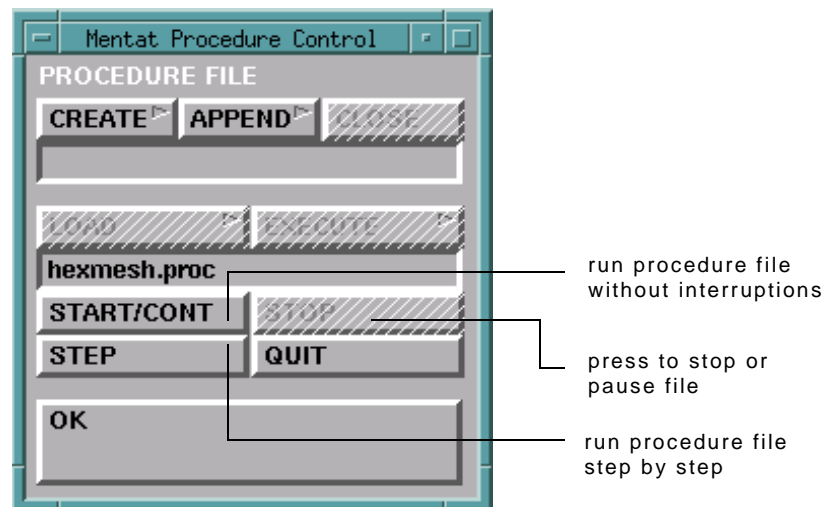 Mentat Procedure Control
PROCEDURE FILE
CREATE APPEND CLOSE
LOAD EXECUTE
hexmesh.proc
START/CONT STOP
STEP QUIT
OK
run procedure file
without interruptions
press to stop or
pause file
run procedure file
step by step